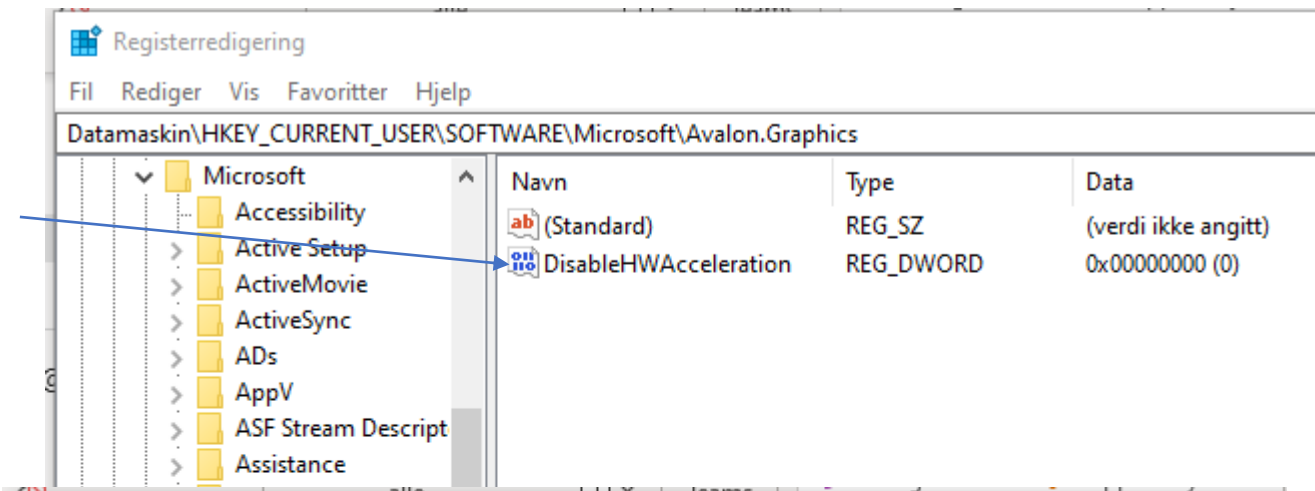 Registerredigering
Fil Rediger Vis Favoritter Hjelp
Datamaskin\HKEY_CURRENT_USER\SOFTWARE\Microsoft\Avalon.Graphics
Microsoft
Accessibility
Active Setup
ActiveMovie
ActiveSync
ADs
AppV
ASF Stream Descript
Assistance
Navn Type Data
(Standard) REG_SZ (verdi ikke angitt)
DisableHWAcceleration REG_DWORD 0x00000000 (0)